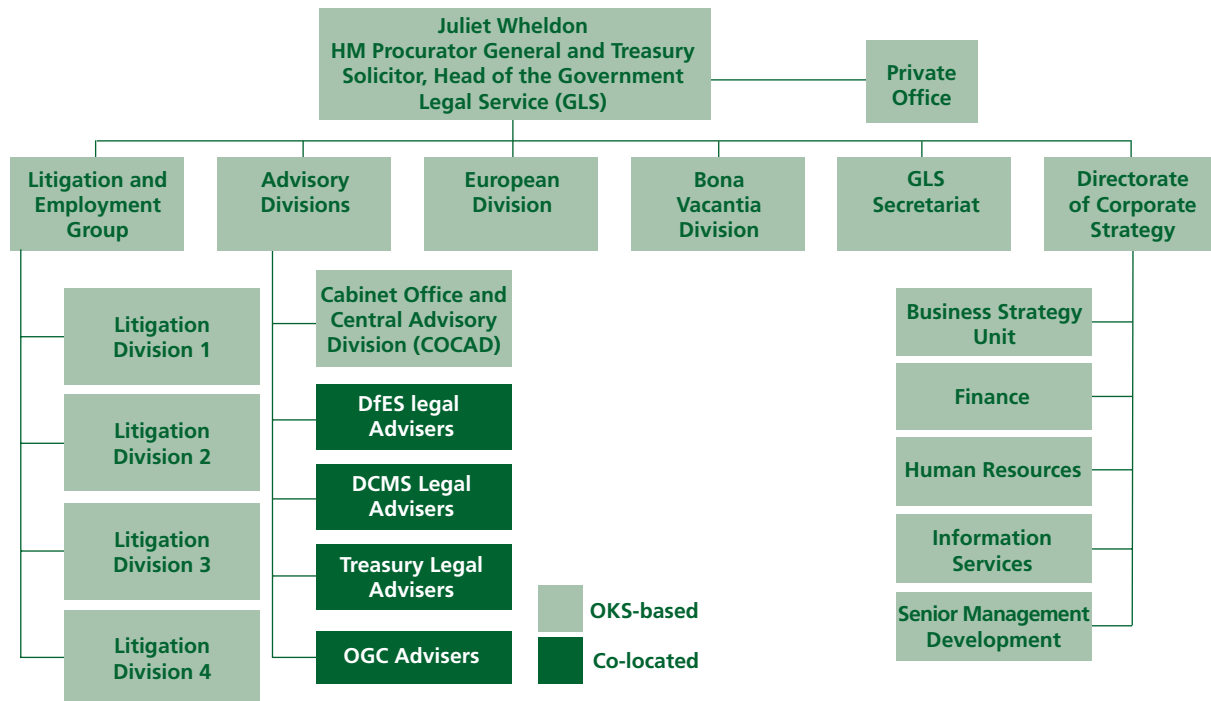 Juliet Wheldon
HM Procurator General and Treasury
Solicitor, Head of the Government
Legal Service (GLS)
Private
Office
Litigation and
Employment
Group
Advisory
Divisions
European
Division
Bona
Vacantia
Division
GLS
Secretariat
Directorate
of Corporate
Strategy
Litigation
Division 1
Litigation
Division 2
Litigation
Division 3
Litigation
Division 4
Cabinet Office and
Central Advisory
Division (COCAD)
DfES legal
Advisers
DCMS Legal
Advisers
Treasury Legal
Advisers
OGC Advisers
OKS-based
Co-located
Business Strategy
Unit
Finance
Human Resources
Information
Services
Senior Management
Development